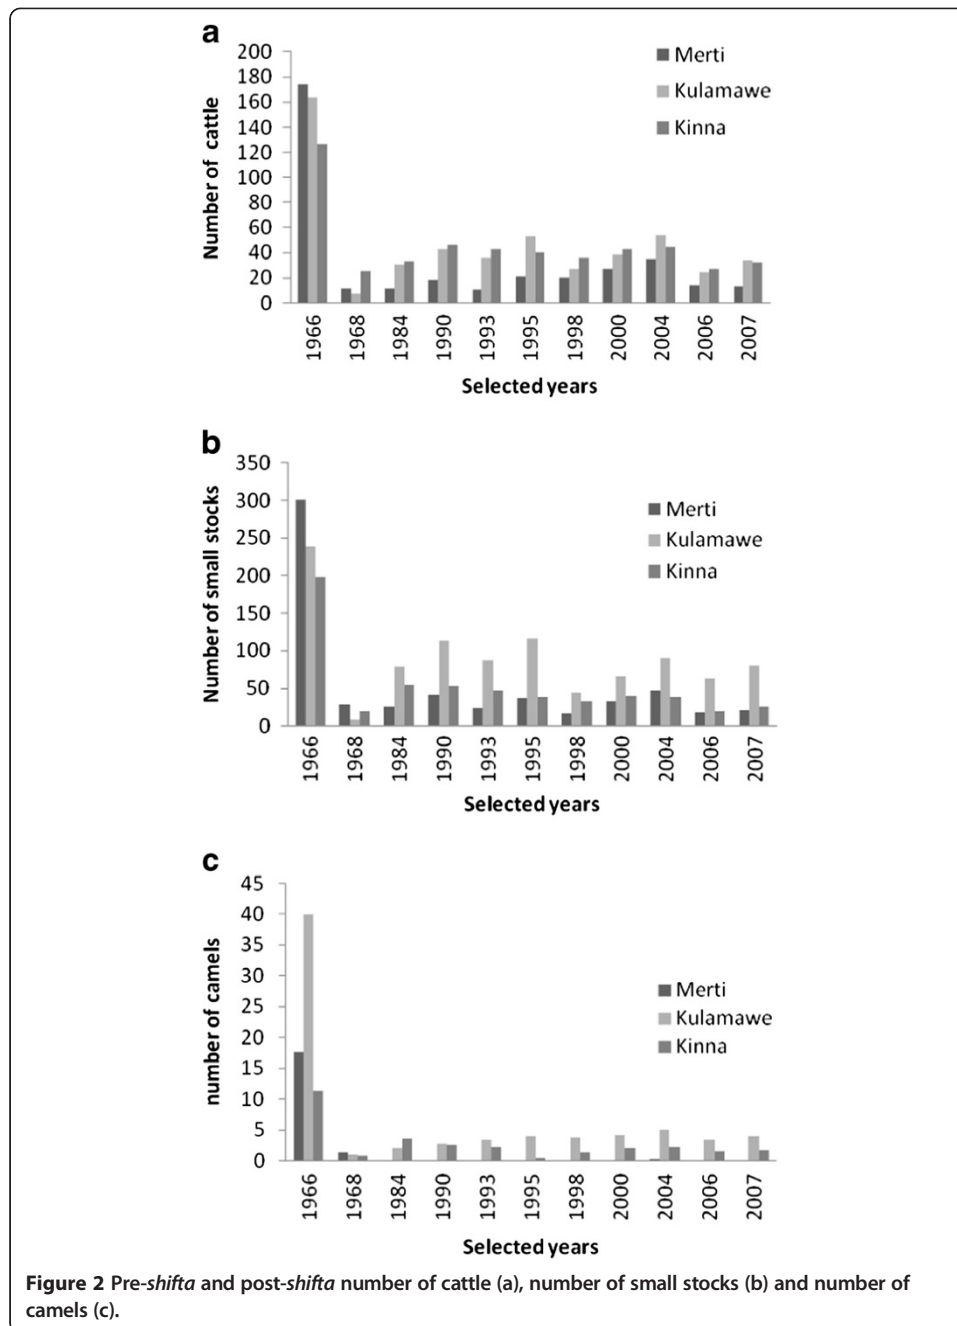 a
200
180
160
140
120
100
80
60
40
20
0
Number of cattle
Merti
Kulamawe
Kinna
1966 1968 1984 1990 1993 1995 1998 2000 2004 2006 2007
Selected years
b
350
300
250
200
150
100
50
0
Number of small stocks
Merti
Kulamawe
Kinna
1966 1968 1984 1990 1993 1995 1998 2000 2004 2006 2007
Selected years
c
45
40
35
30
25
20
15
10
5
0
number of camels
Merti
Kulamawe
Kinna
1966 1968 1984 1990 1993 1995 1998 2000 2004 2006 2007
Selected years
Figure 2 Pre-shifta and post-shifta number of cattle (a), number of small stocks (b) and number of
camels (c).